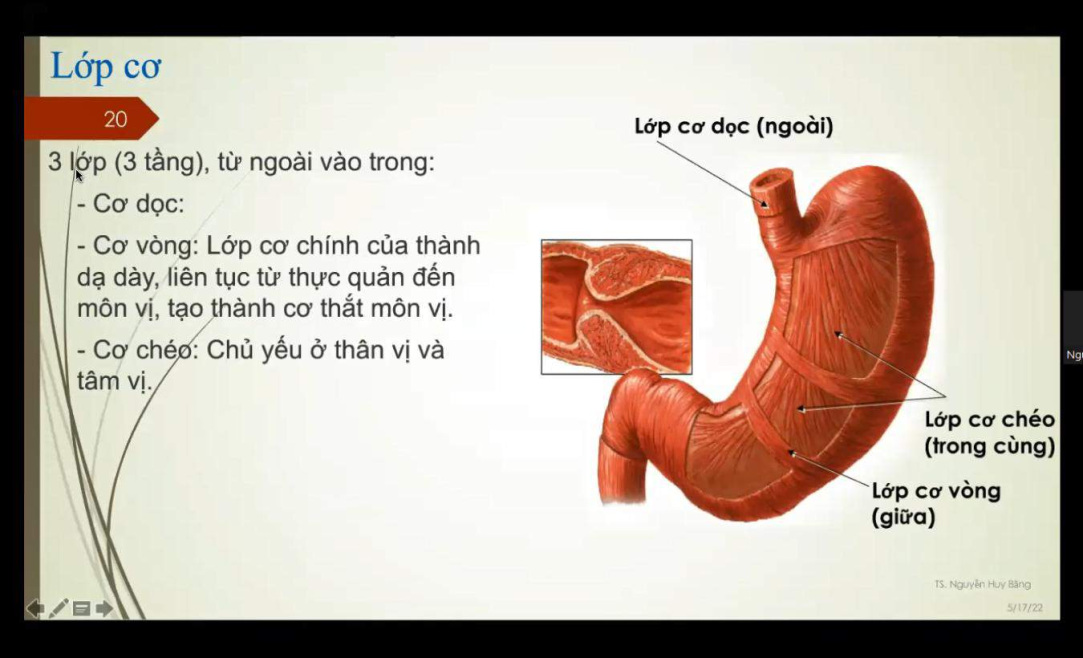 Lớp cơ
20
3 lớp (3 tầng), từ ngoài vào trong:
- Cơ dọc:
- Cơ vòng: Lớp cơ chính của thành
dạ dày, liên tục từ thực quản đến
môn vị, tạo thành cơ thắt môn vị.
- Cơ chéo: Chủ yếu ở thân vị và
tâm vị.
Lớp cơ dọc (ngoài)
Lớp cơ chéo
(trong cùng)
Lớp cơ vòng
(giữa)
TS. Nguyễn Huy Bằng
5/17/22